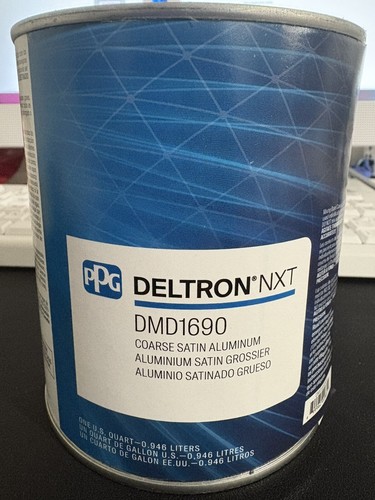 PPG DELTRON® NXT
DMD1690
COARSE SATIN ALUMINUM
ALUMINIUM SATIN GROSSIER
ALUMINIO SATINADO GRUESO
ONE U.S. QUART–0.946 LITERS
UN QUART DE GALLON U.S.–0,946 LITRES
UN CUARTO DE GALON EE.UU.–0,946 LITROS